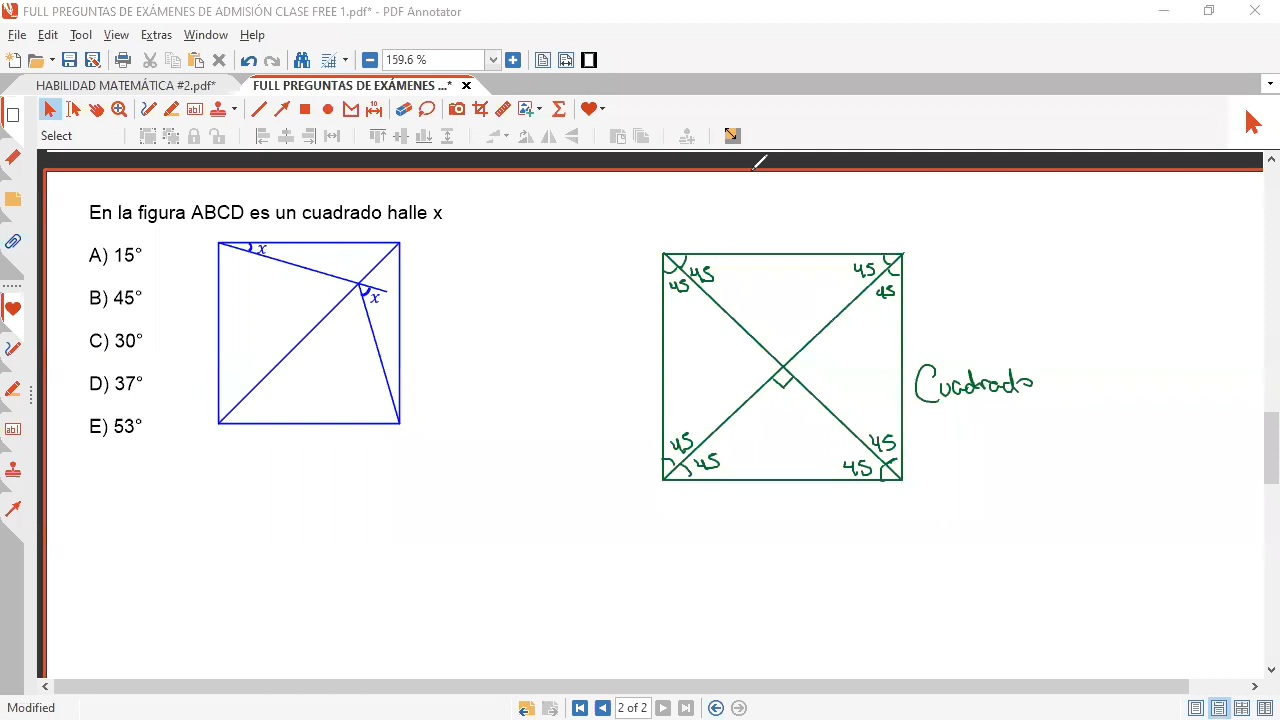 FULL PREGUNTAS DE EXÁMENES DE ADMISIÓN CLASE FREE 1.pdf* - PDF Annotator
File Edit Tool View Extras Window Help
159.6 %
HABILIDAD MATEMÁTICA #2.pdf* FULL PREGUNTAS DE EXÁMENES ...*
Select
En la figura ABCD es un cuadrado halle x
A) 15°
B) 45°
C) 30°
D) 37°
E) 53°
x
x
45 45
45 45
Cuadrado
45 45
45 45
Modified
2 of 2